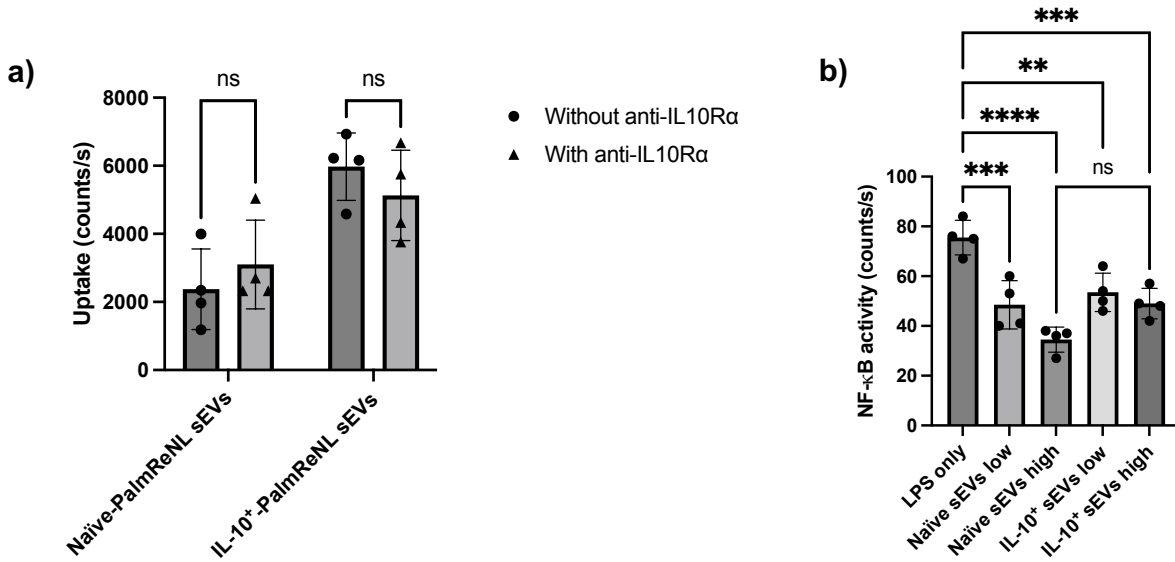 a)
ns
ns
8000
6000
4000
2000
0
Uptake (counts/s)
Naïve-PalmReNL sEVs
IL-10⁺-PalmReNL sEVs
Without anti-IL10Rα
With anti-IL10Rα
b)
***
**
****
***
ns
100
80
60
40
20
0
NF-κB activity (counts/s)
LPS only
Naïve sEVs low
Naïve sEVs high
IL-10⁺ sEVs low
IL-10⁺ sEVs high